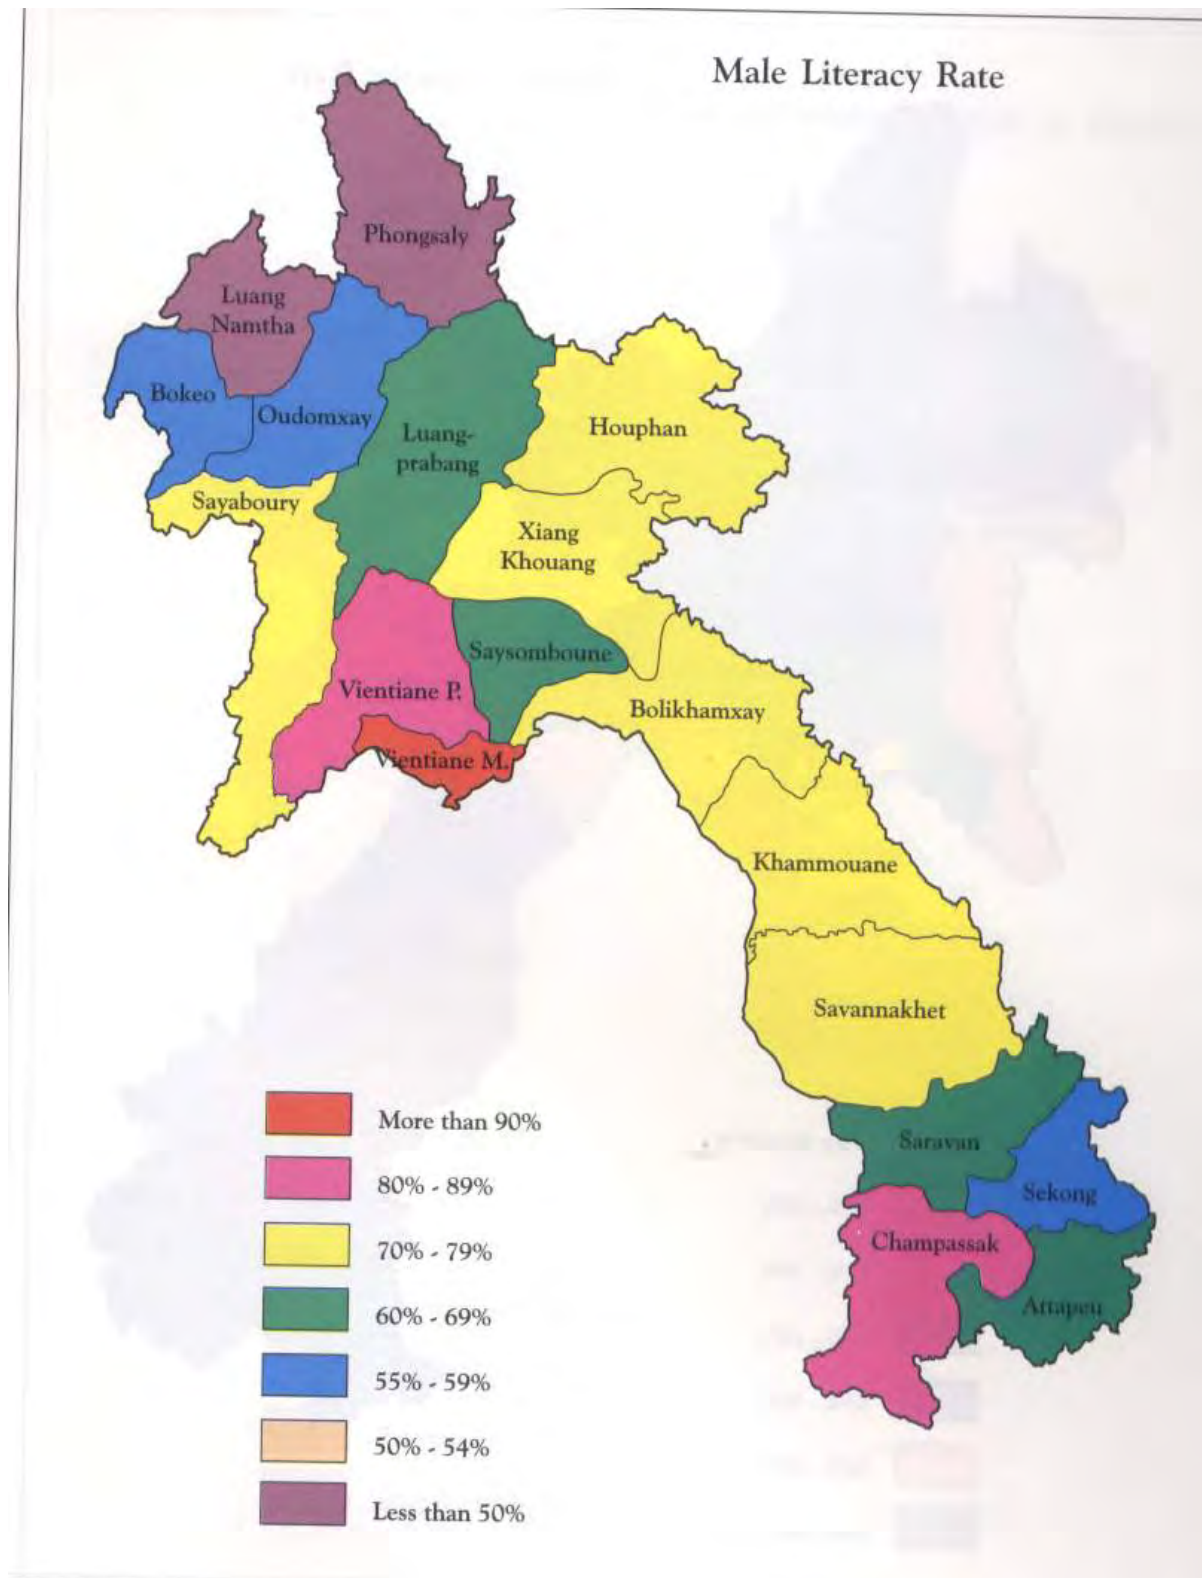 Male Literacy Rate
Phongsaly
Luang
Namtha
Bokeo
Oudomxay
Luang-
prabang
Houphan
Sayaboury
Xiang
Khouang
Saysomboune
Vientiane P.
Bolikhamxay
Vientiane M.
Khammouane
Savannakhet
Saravan
Sekong
Champassak
Attapeu
More than 90%
80% - 89%
70% - 79%
60% - 69%
55% - 59%
50% - 54%
Less than 50%